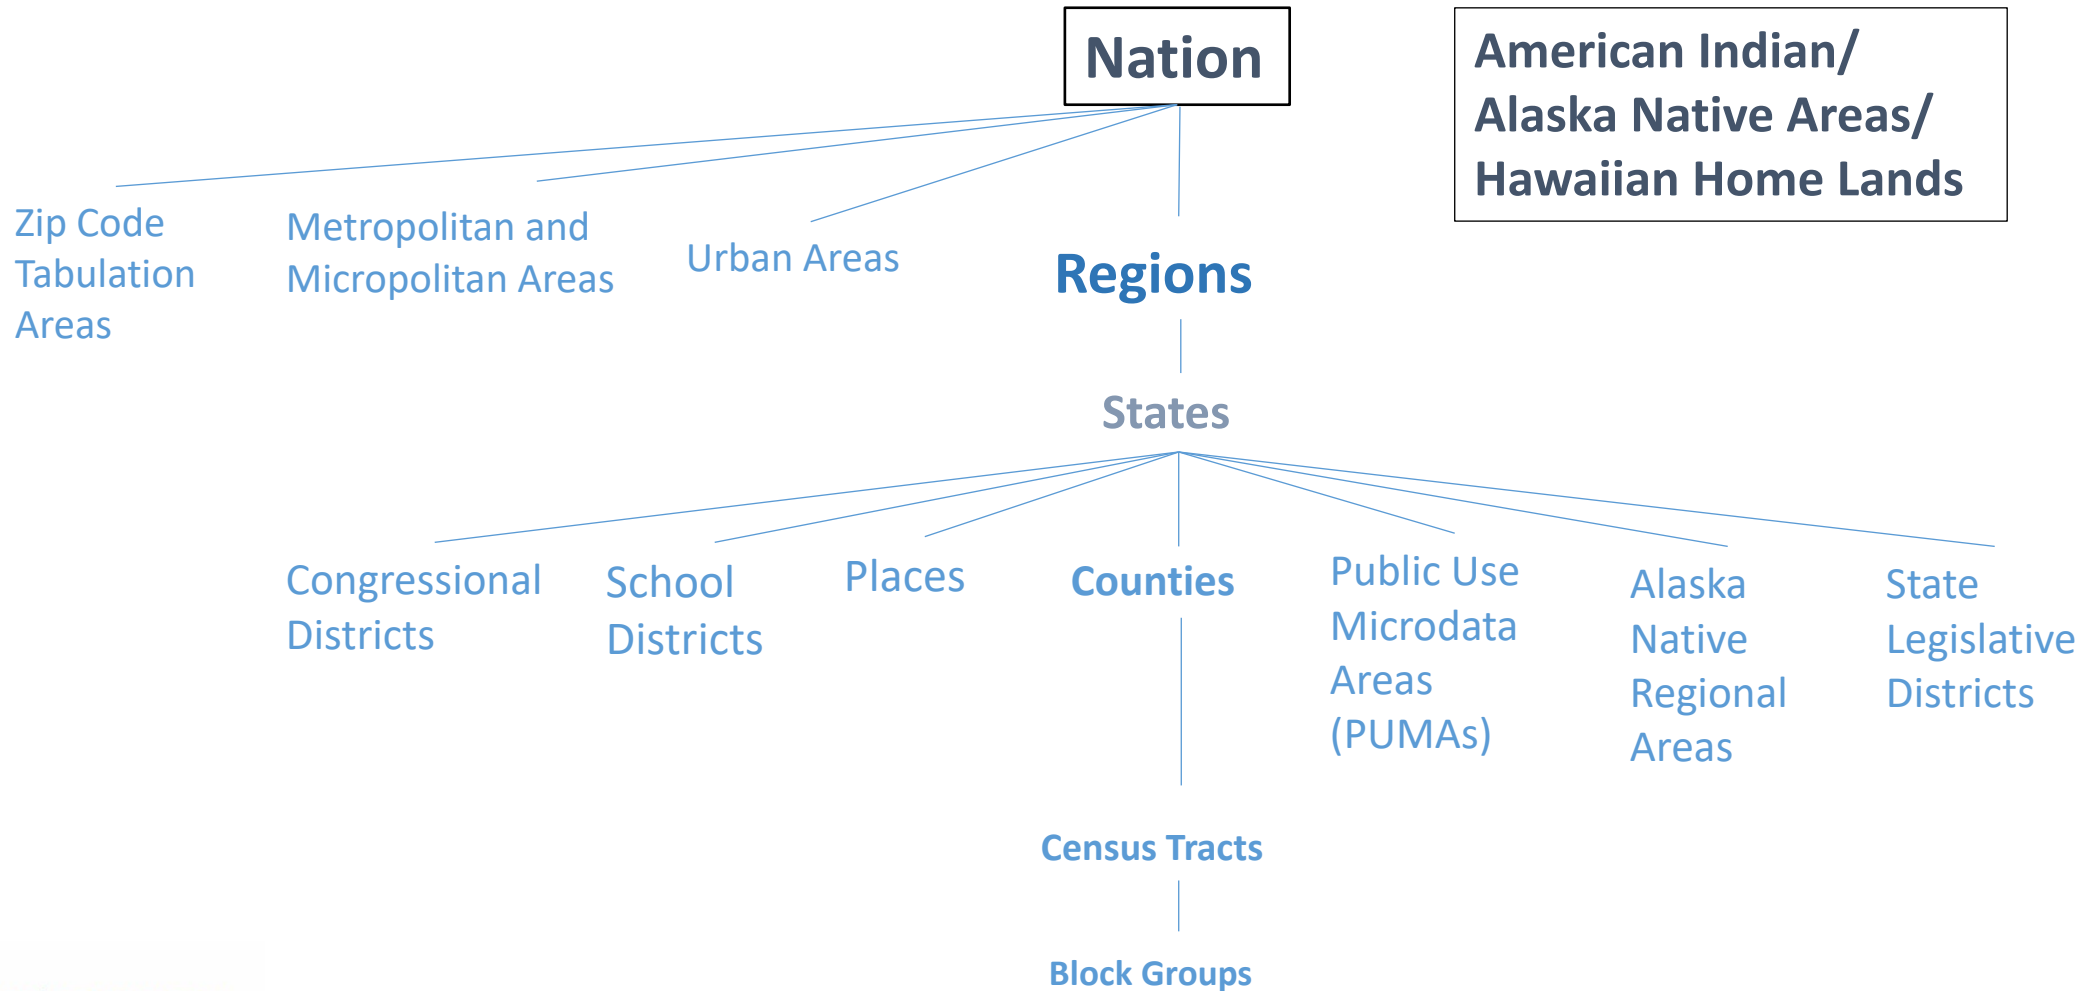 Nation
American Indian/
Alaska Native Areas/
Hawaiian Home Lands
Zip Code
Tabulation
Areas
Metropolitan and
Micropolitan Areas
Urban Areas
Regions
States
Congressional
Districts
School
Districts
Places
Counties
Public Use
Microdata
Areas
(PUMAs)
Alaska
Native
Regional
Areas
State
Legislative
Districts
Census Tracts
Block Groups